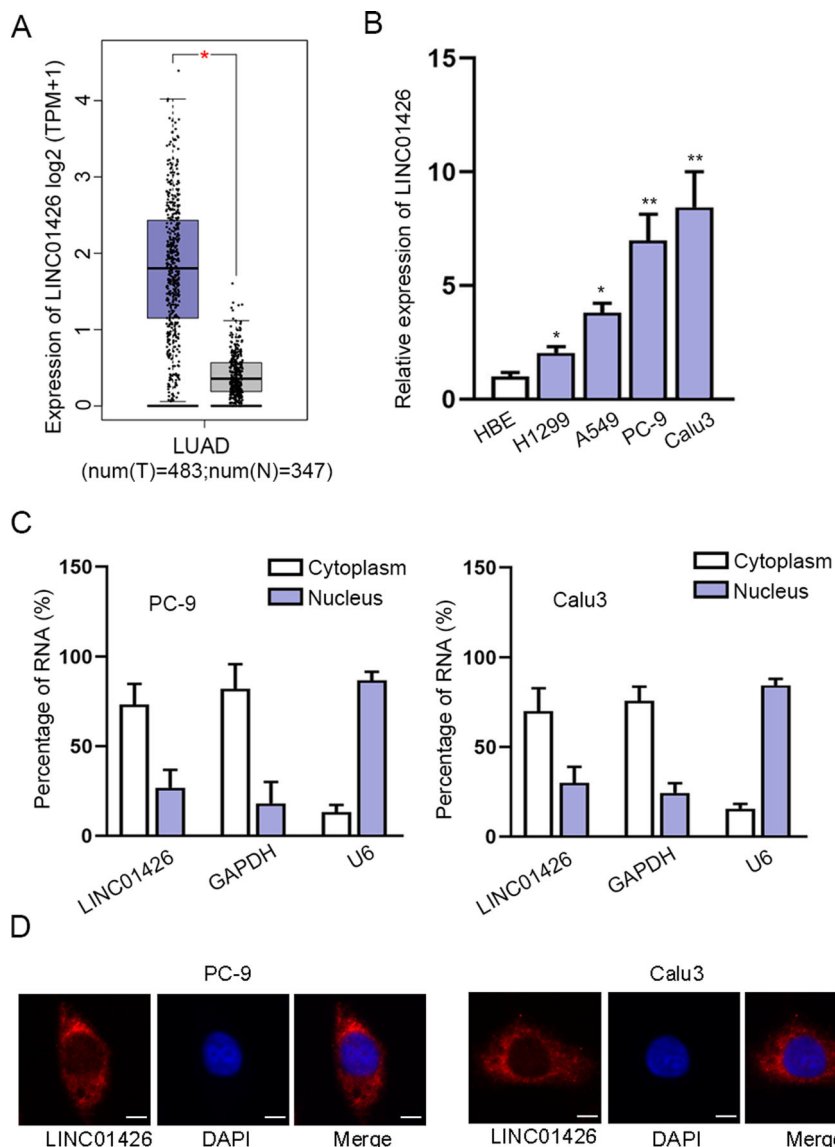 A
Expression of LINC01426 log2 (TPM+1)
4
3
2
1
0
*
LUAD
(num(T)=483;num(N)=347)
B
Relative expression of LINC01426
15
10
5
0
*
*
**
**
HBE
H1299
A549
PC-9
Calu3
C
Percentage of RNA (%)
150
100
50
0
PC-9
Cytoplasm
Nucleus
LINC01426
GAPDH
U6
Percentage of RNA (%)
150
100
50
0
Calu3
Cytoplasm
Nucleus
LINC01426
GAPDH
U6
D
PC-9
Calu3
LINC01426 DAPI Merge
LINC01426 DAPI Merge